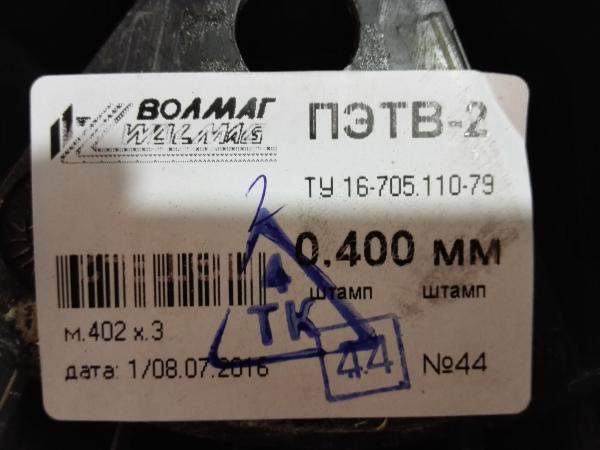 ВОЛМАГ
WOLMAG
ПЭТВ-2
ТУ 16-705.110-79
2
0.400 мм
штамп штамп
4
ТК
м.402 х.3
44
№44
дата: 1/08.07.2016